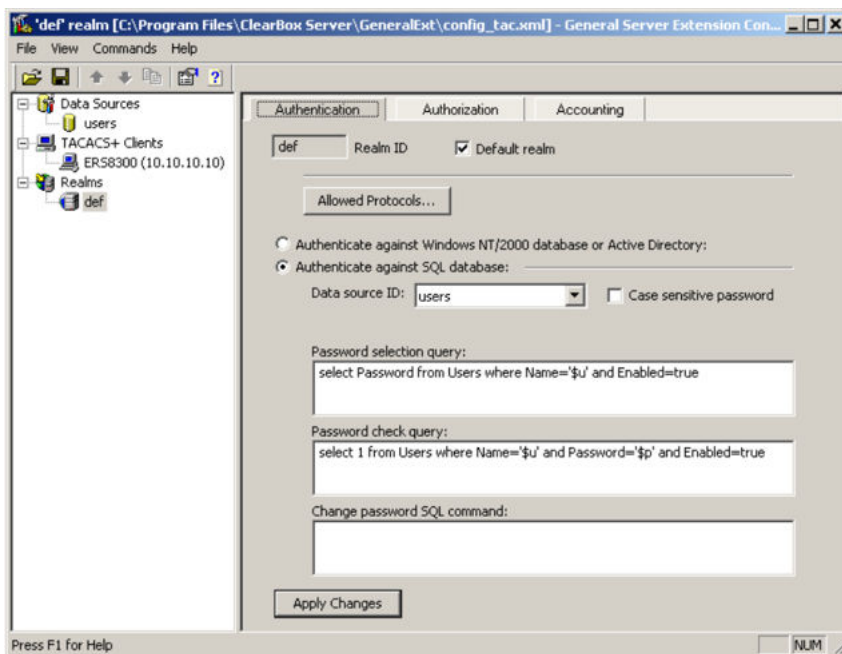 'def' realm [C:\Program Files\ClearBox Server\GeneralExt\config_tac.xml] - General Server Extension Con...
File View Commands Help
Data Sources
users
TACACS+ Clients
ERS8300 (10.10.10.10)
Realms
def
Authentication Authorization Accounting
def Realm ID Default realm
Allowed Protocols...
Authenticate against Windows NT/2000 database or Active Directory:
Authenticate against SQL database:
Data source ID: users Case sensitive password
Password selection query:
select Password from Users where Name='$u' and Enabled=true
Password check query:
select 1 from Users where Name='$u' and Password='$p' and Enabled=true
Change password SQL command:
Apply Changes
Press F1 for Help NUM